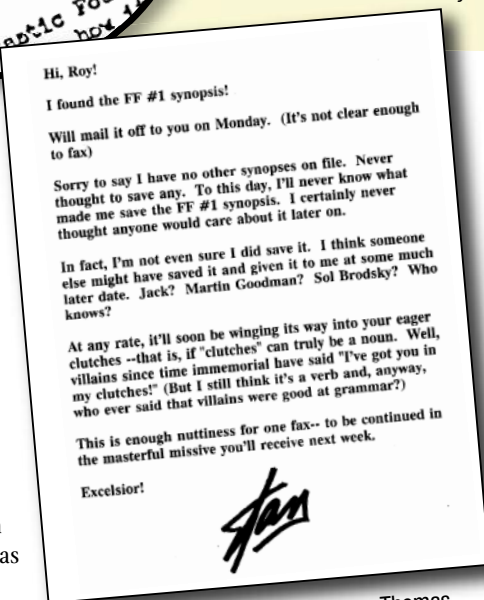 astic Fou
how it
Hi, Roy!
I found the FF #1 synopsis!
Will mail it off to you on Monday. (It's not clear enough
to fax)
Sorry to say I have no other synopses on file. Never
thought to save any. To this day, I'll never know what
made me save the FF #1 synopsis. I certainly never
thought anyone would care about it later on.
In fact, I'm not even sure I did save it. I think someone
else might have saved it and given it to me at some much
later date. Jack? Martin Goodman? Sol Brodsky? Who
knows?
At any rate, it'll soon be winging its way into your eager
clutches --that is, if "clutches" can truly be a noun. Well,
villains since time immemorial have said "I've got you in
my clutches!" (But I still think it's a verb and, anyway,
who ever said that villains were good at grammar?)
This is enough nuttiness for one fax-- to be continued in
the masterful missive you'll receive next week.
Excelsior!
Stan
as
Thomas